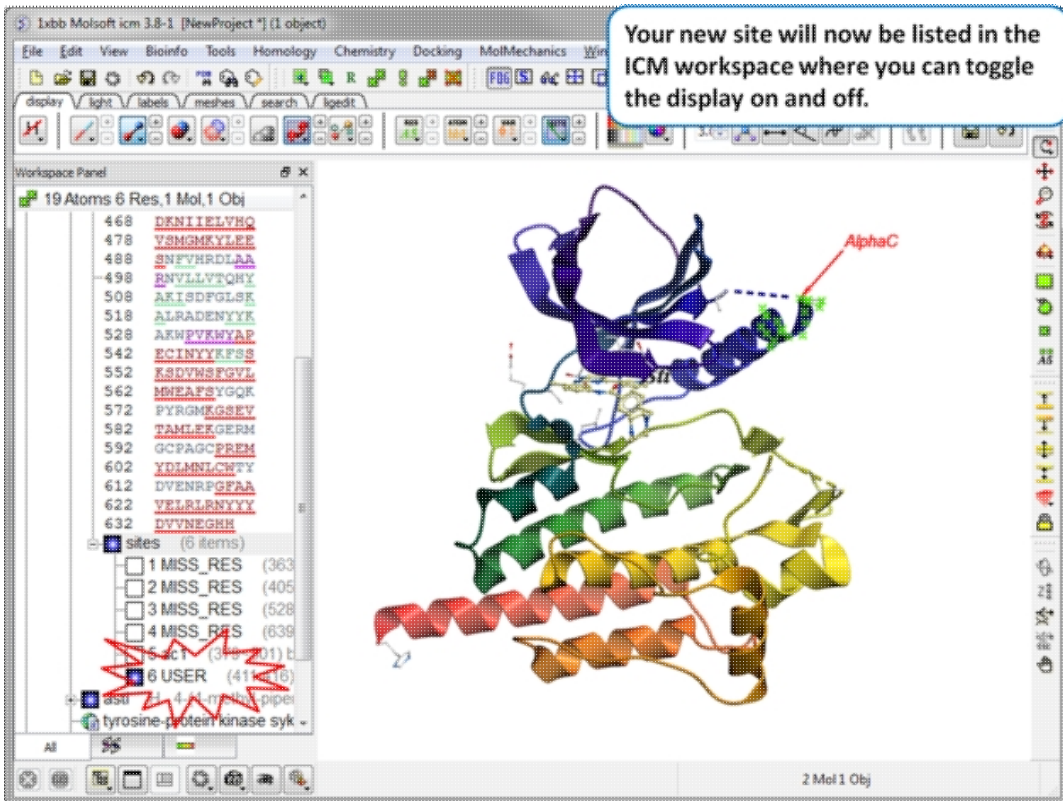 1xbb Molsoft icm 3.8-1 [NewProject *] (1 object)
Your new site will now be listed in the
ICM workspace where you can toggle
the display on and off.
File Edit View Bioinfo Tools Homology Chemistry Docking MolMechanics
display light labels meshes search ligedit
Workspace Panel
19 Atoms 6 Res,1 Mol,1 Obj
468 DKNIIELVHQ
478 VSMGMKYLEE
488 SNFVHRDLAA
498 RNVLLVTQHY
508 AKISDFGLSK
518 ALRADENYYK
528 AKWPVKWYAP
542 ECINYYKFSS
552 KSDVWSFGVL
562 MWEAFSYGQK
572 PYRGMKGSEV
582 TAMLEKGERM
592 GCPAGCPREM
602 YDLMNLCWTY
612 DVENRPGFAA
622 VELRLRNYYY
632 DVVNEGHH
sites (6 items)
1 MISS_RES (363
2 MISS_RES (405
3 MISS_RES (528
4 MISS_RES (639
6 USER
tyrosine-protein kinase syk
All
AlphaC
2 Mol 1 Obj